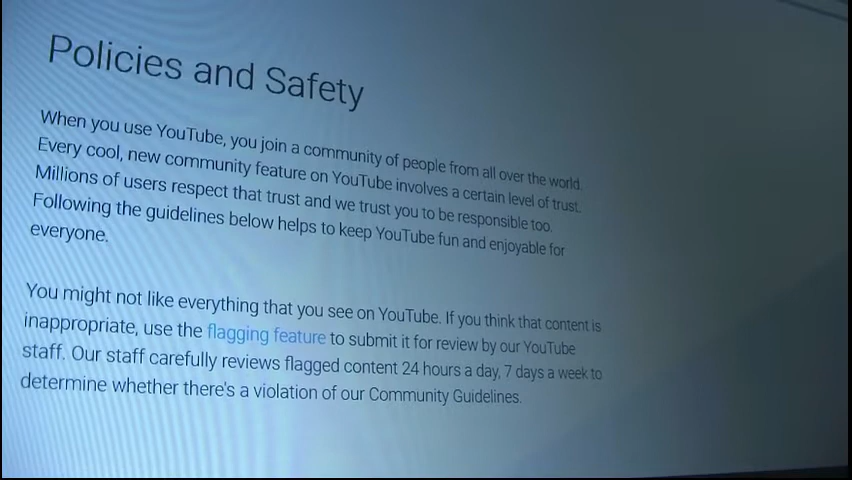 Policies and Safety
When you use YouTube, you join a community of people from all over the world.
Every cool, new community feature on YouTube involves a certain level of trust.
Millions of users respect that trust and we trust you to be responsible too.
Following the guidelines below helps to keep YouTube fun and enjoyable for
everyone.
You might not like everything that you see on YouTube. If you think that content is
inappropriate, use the flagging feature to submit it for review by our YouTube
staff. Our staff carefully reviews flagged content 24 hours a day, 7 days a week to
determine whether there's a violation of our Community Guidelines.